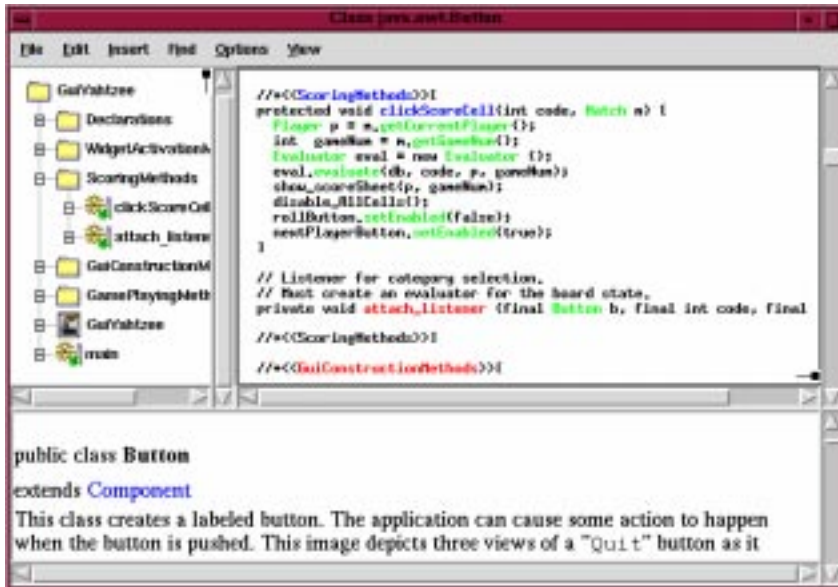 Class java.awt.Button
File Edit Insert Find Options View
GuiYahtzee
Declarations
WidgetActivationM
ScoringMethods
clickScoreCell
attach_listene
GuiConstructionM
GamePlayingMeth
GuiYahtzee
main
//*<<ScoringMethods>>{
protected void clickScoreCell(int code, Match m) {
Player p = m.getCurrentPlayer();
int gameNum = m.getGameNum();
Evaluator eval = new Evaluator ();
eval.evaluate(db, code, p, gameNum);
show_scoreSheet(p, gameNum);
disable_AllCells();
rollButton.setEnabled(false);
nextPlayerButton.setEnabled(true);
}
// Listener for category selection.
// Must create an evaluator for the board state.
private void attach_listener (final Button b, final int code, final
//*<<ScoringMethods>>}
//*<<GuiConstructionMethods>>{
public class Button
extends Component
This class creates a labeled button. The application can cause some action to happen
when the button is pushed. This image depicts three views of a "Quit" button as it